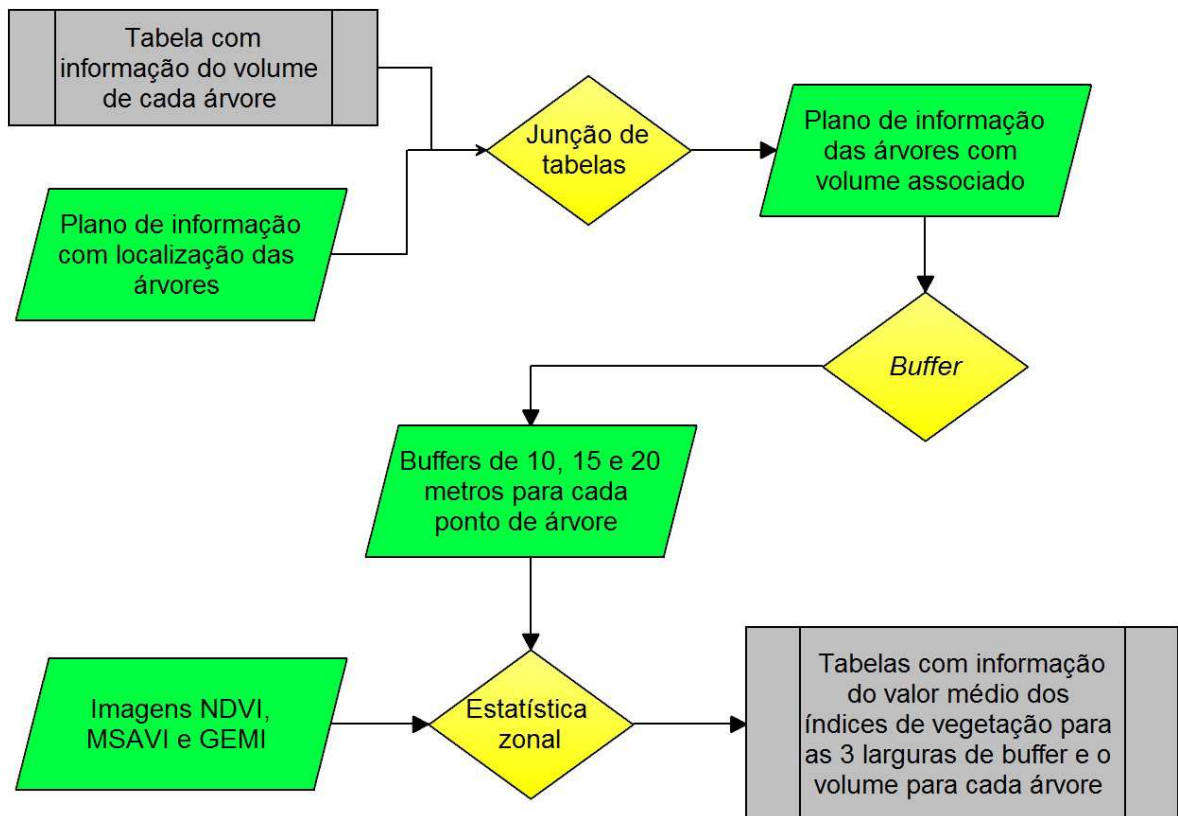 Tabela com
informação do volume
de cada árvore
Junção de
tabelas
Plano de informação
das árvores com
volume associado
Plano de informação
com localização das
árvores
Buffer
Buffers de 10, 15 e 20
metros para cada
ponto de árvore
Imagens NDVI,
MSAVI e GEMI
Estatística
zonal
Tabelas com informação
do valor médio dos
índices de vegetação para
as 3 larguras de buffer e o
volume para cada árvore